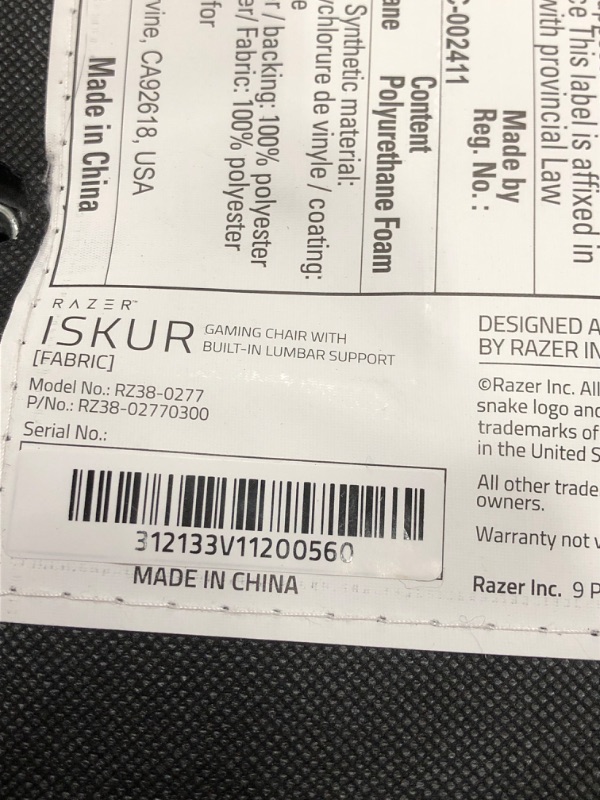 with provincial Law
ce This label is affixed in
Made by
Reg. No.:
C-002411
Content
Polyurethane Foam
ane
Synthetic material:
chlorure de vinyle / coating:
e
r / backing: 100% polyester
er/ Fabric: 100% polyester
for
vine, CA92618, USA
Made in China
RAZER™
ISKUR
GAMING CHAIR WITH
BUILT-IN LUMBAR SUPPORT
[FABRIC]
Model No.: RZ38-0277
P/No.: RZ38-02770300
Serial No.:
312133V11200560
MADE IN CHINA
DESIGNED A
BY RAZER IN
©Razer Inc. All
snake logo and
trademarks of
in the United S
All other trade
owners.
Warranty not v
Razer Inc. 9 P